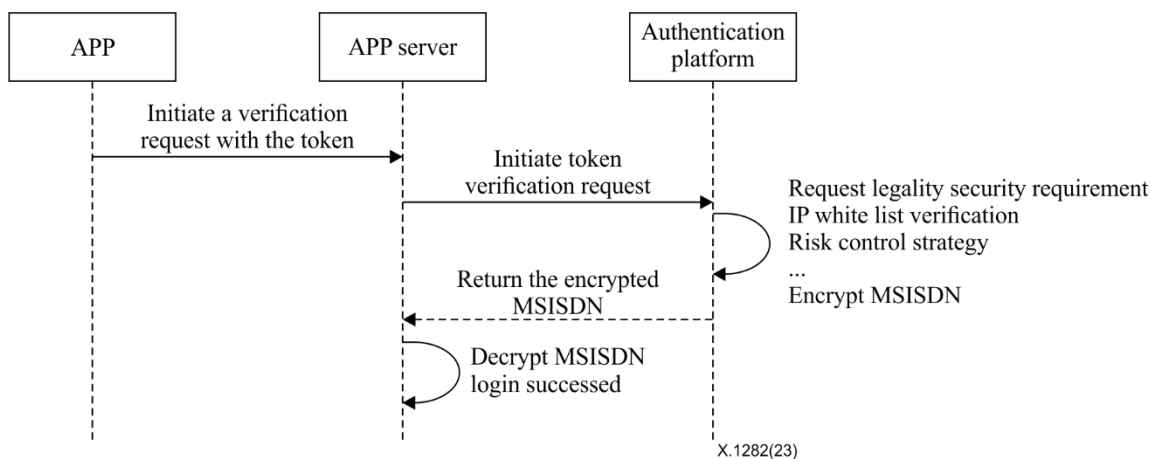 APP
APP server
Authentication
platform
Initiate a verification
request with the token
Initiate token
verification request
Request legality security requirement
IP white list verification
Risk control strategy
...
Encrypt MSISDN
Return the encrypted
MSISDN
Decrypt MSISDN
login successed
X.1282(23)